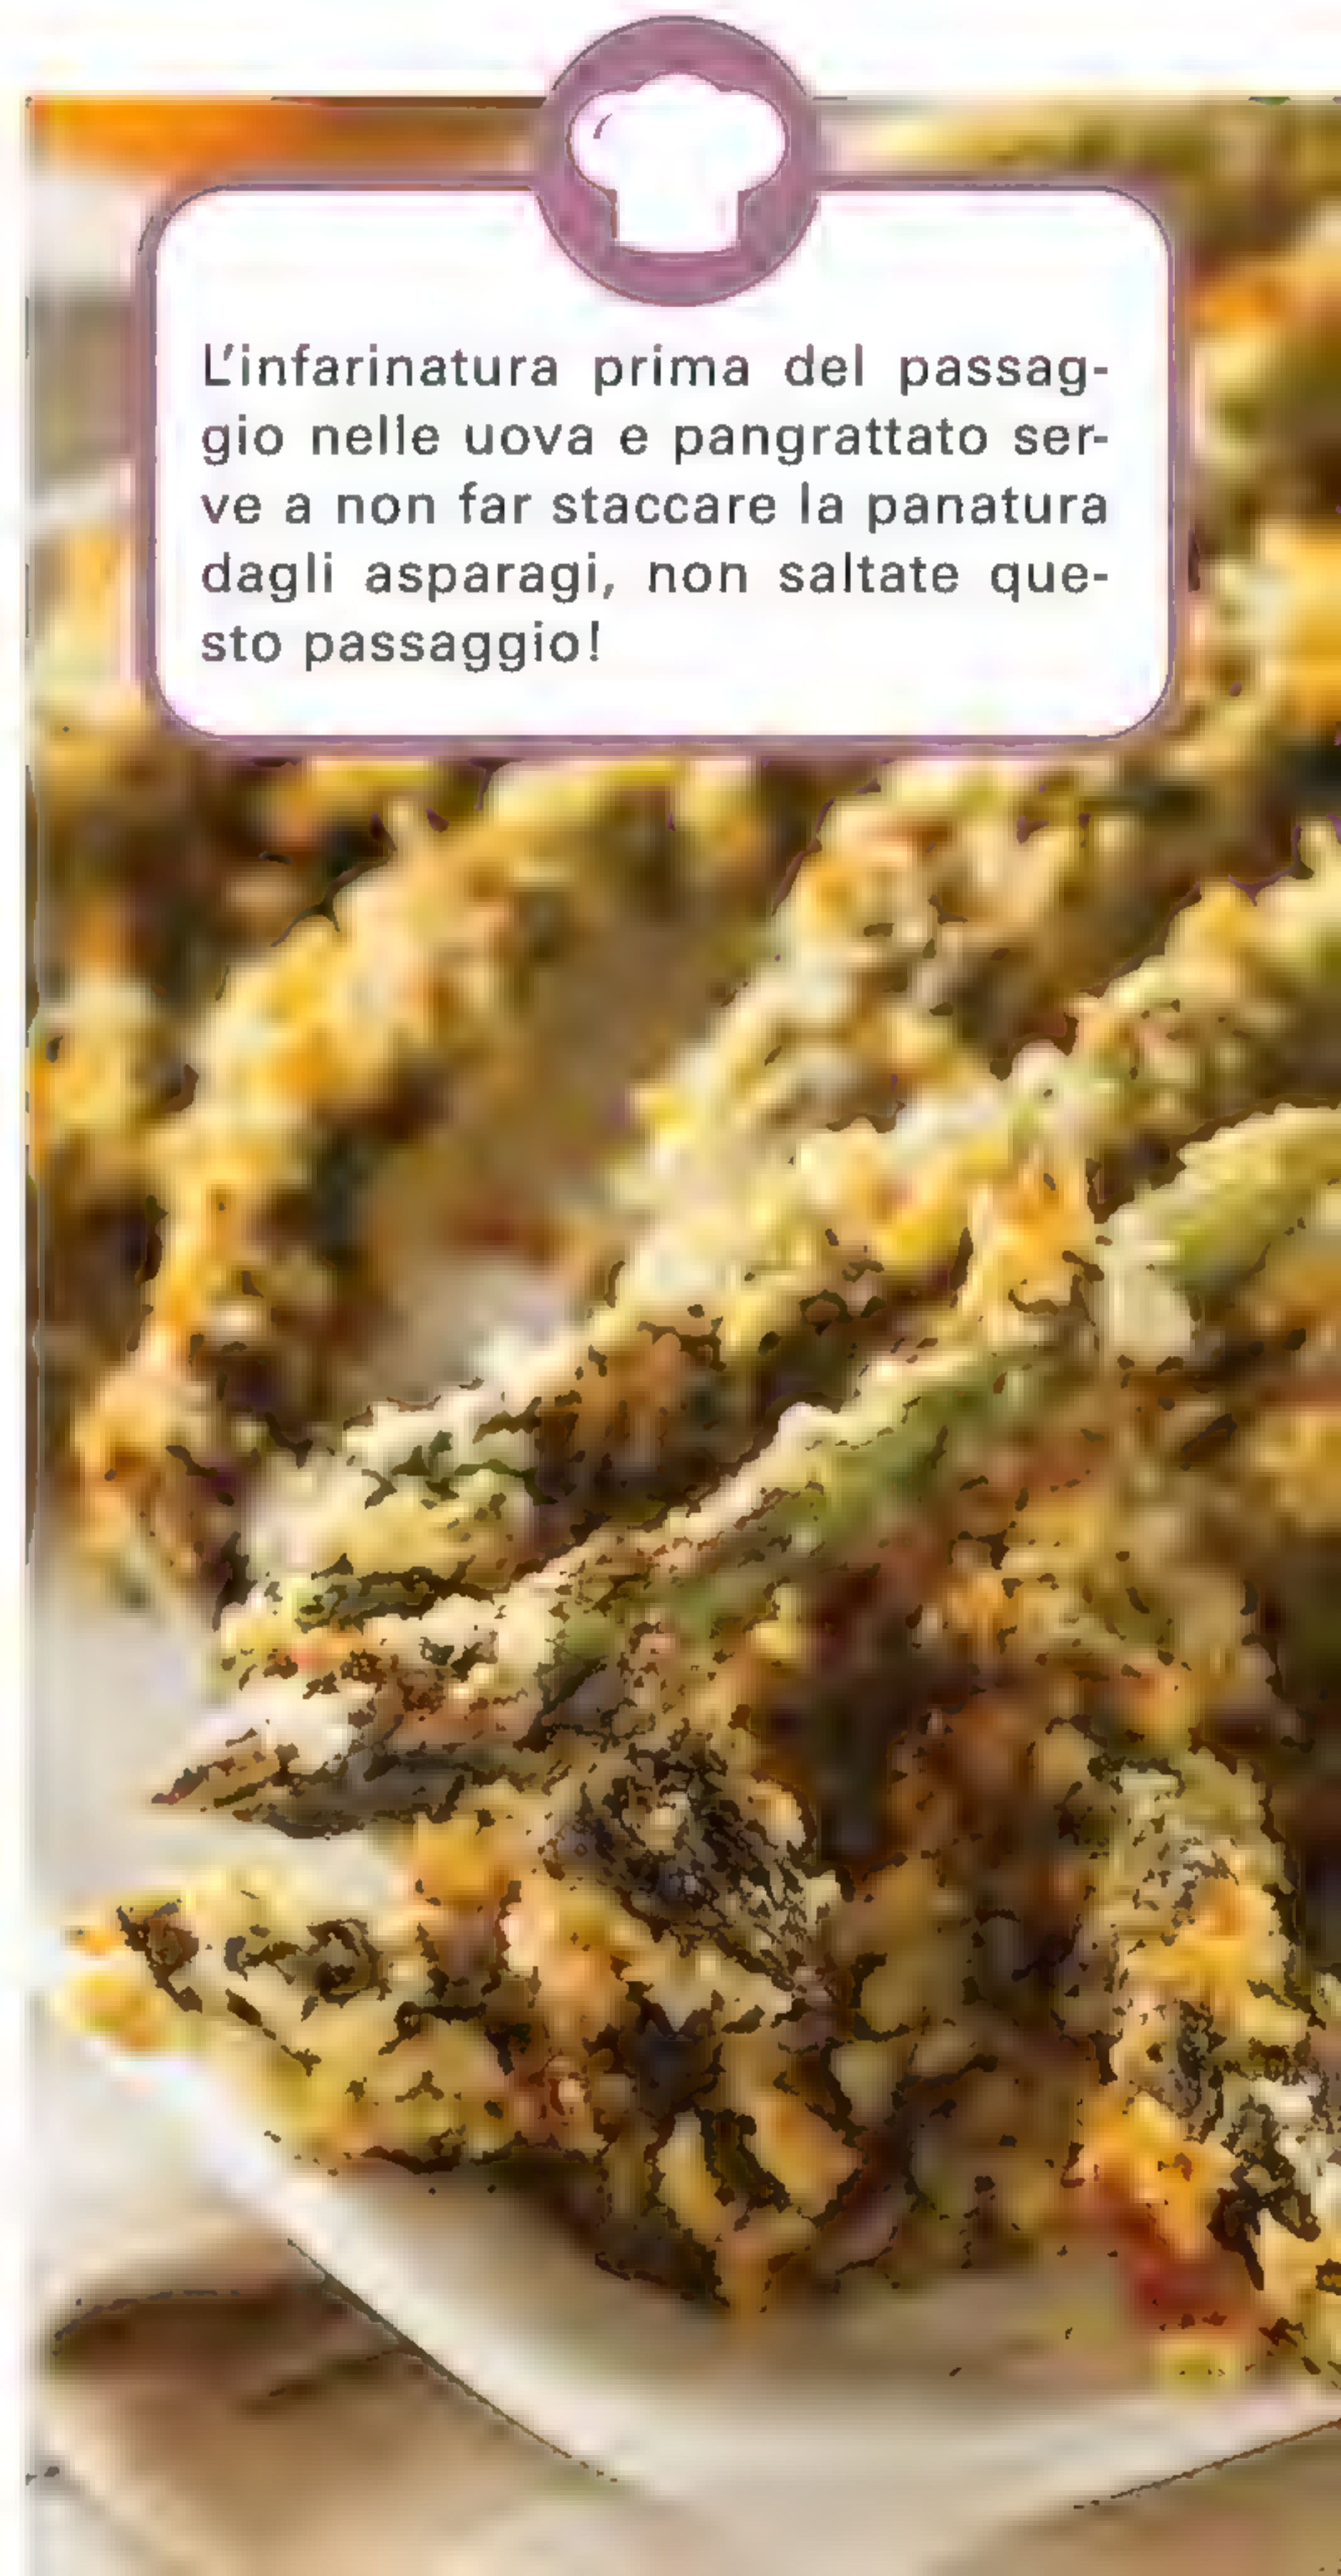 L'infarinatura prima del passag-
gio nelle uova e pangrattato ser-
ve a non far staccare la panatura
dagli asparagi, non saltate que-
sto passaggio!